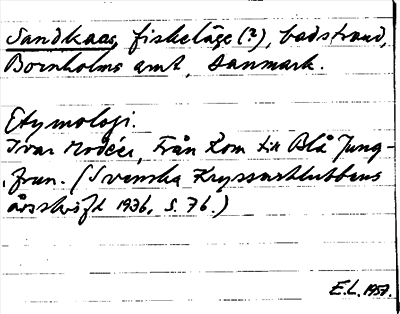 Sandkaas, fiskeläge (?), badstrand,
Bornholms amt, Danmark.
Etymologi.
Ivar Modéer, Från Kom till Blå Jung-
frun. (Svenska Kryssarklubbens
årsskrift 1936, s. 76.)
E.L. 1957.